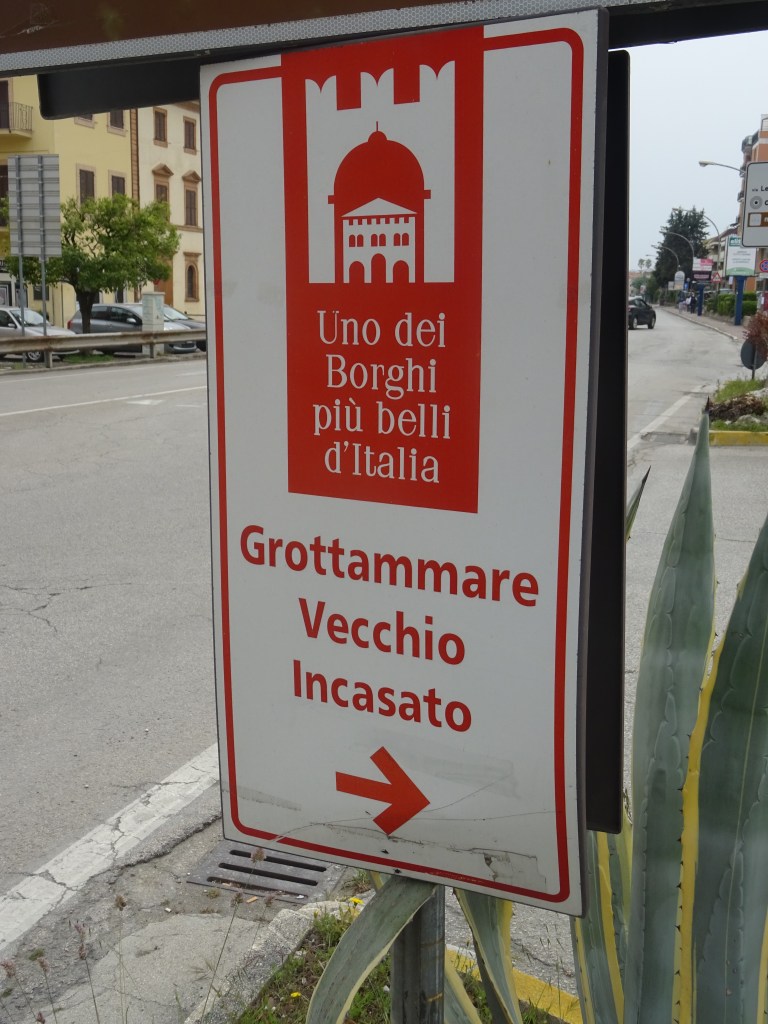 Uno dei
Borghi
più belli
d'Italia
Grottammare
Vecchio
Incasato